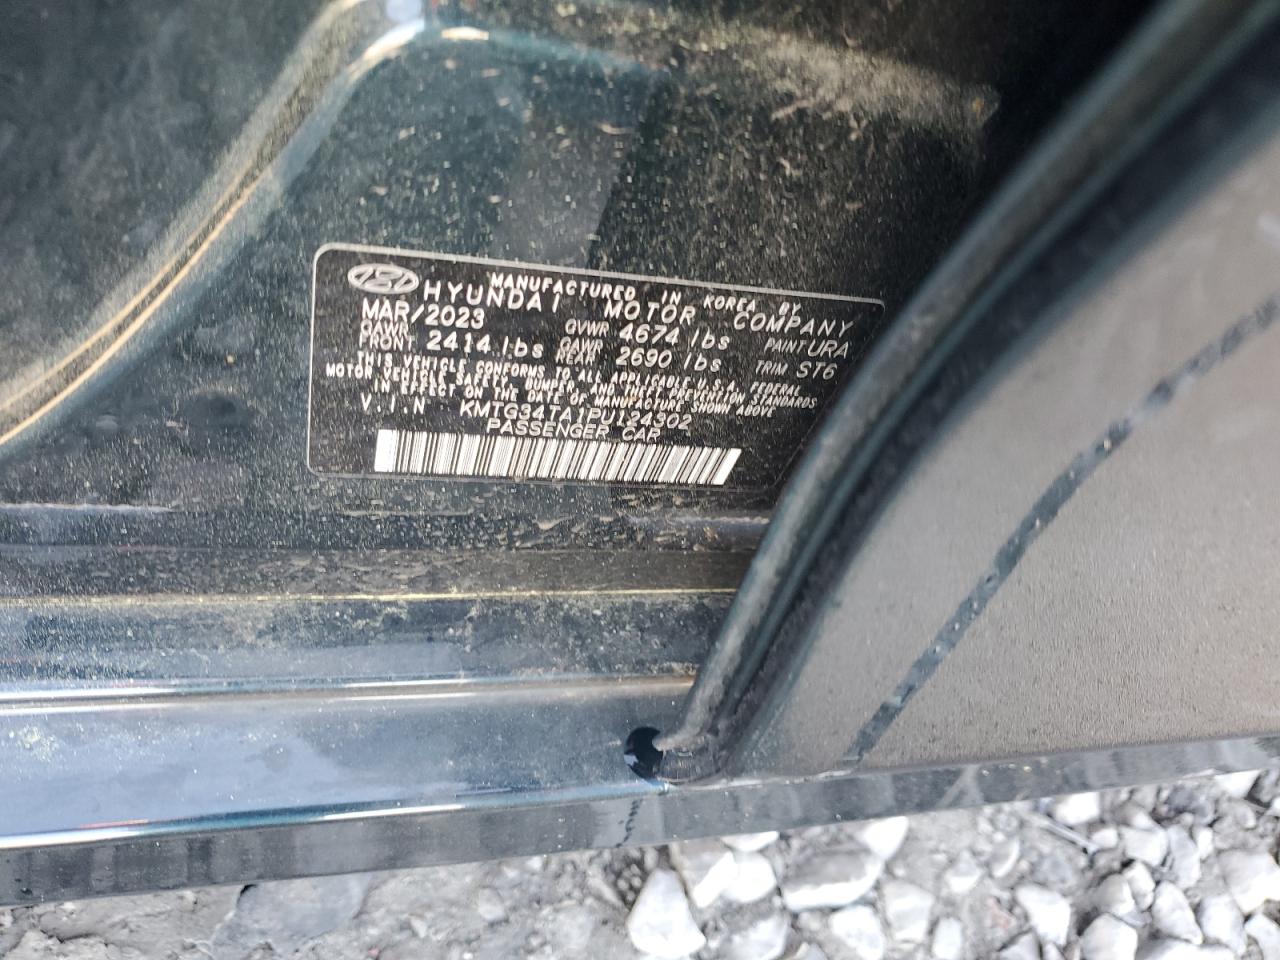 MANUFACTURED IN KOREA BY
HYUNDAI MOTOR COMPANY
MAR/2023 GVWR 4674 lbs PAINT URA
GAWR FRONT 2414 lbs GAWR REAR 2690 lbs TRIM ST6
THIS VEHICLE CONFORMS TO ALL APPLICABLE U.S.A. FEDERAL
MOTOR VEHICLE SAFETY, BUMPER, AND THEFT PREVENTION STANDARDS
IN EFFECT ON THE DATE OF MANUFACTURE SHOWN ABOVE
V.I.N KMTG34TA1PU124302
PASSENGER CAR